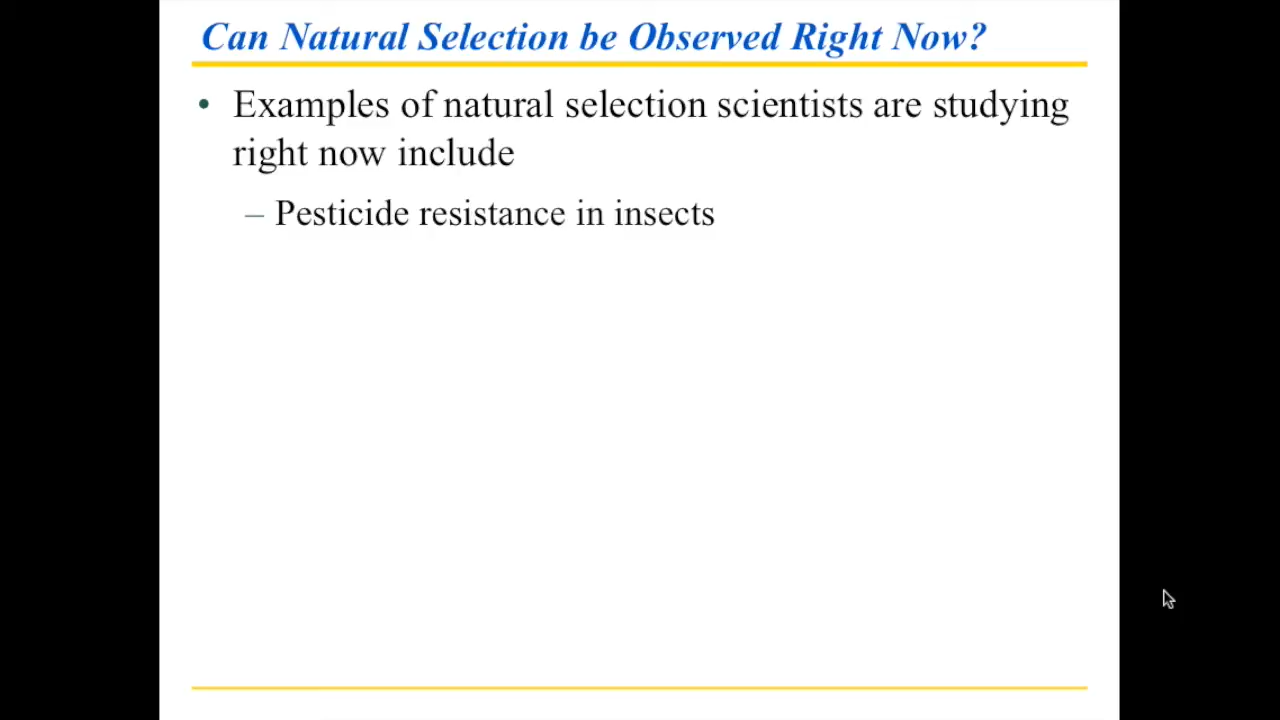 Can Natural Selection be Observed Right Now?
• Examples of natural selection scientists are studying
right now include
– Pesticide resistance in insects